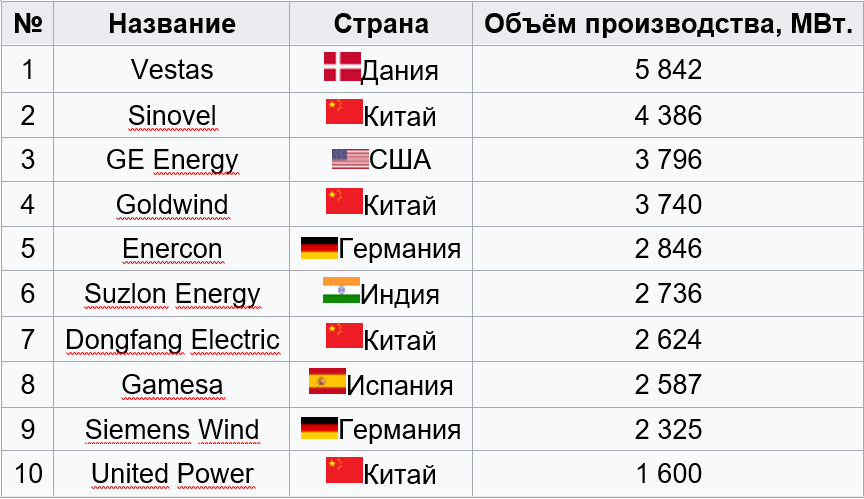 № Название Страна Объём производства, МВт.
1 Vestas Дания 5 842
2 Sinovel Китай 4 386
3 GE Energy США 3 796
4 Goldwind Китай 3 740
5 Enercon Германия 2 846
6 Suzlon Energy Индия 2 736
7 Dongfang Electric Китай 2 624
8 Gamesa Испания 2 587
9 Siemens Wind Германия 2 325
10 United Power Китай 1 600